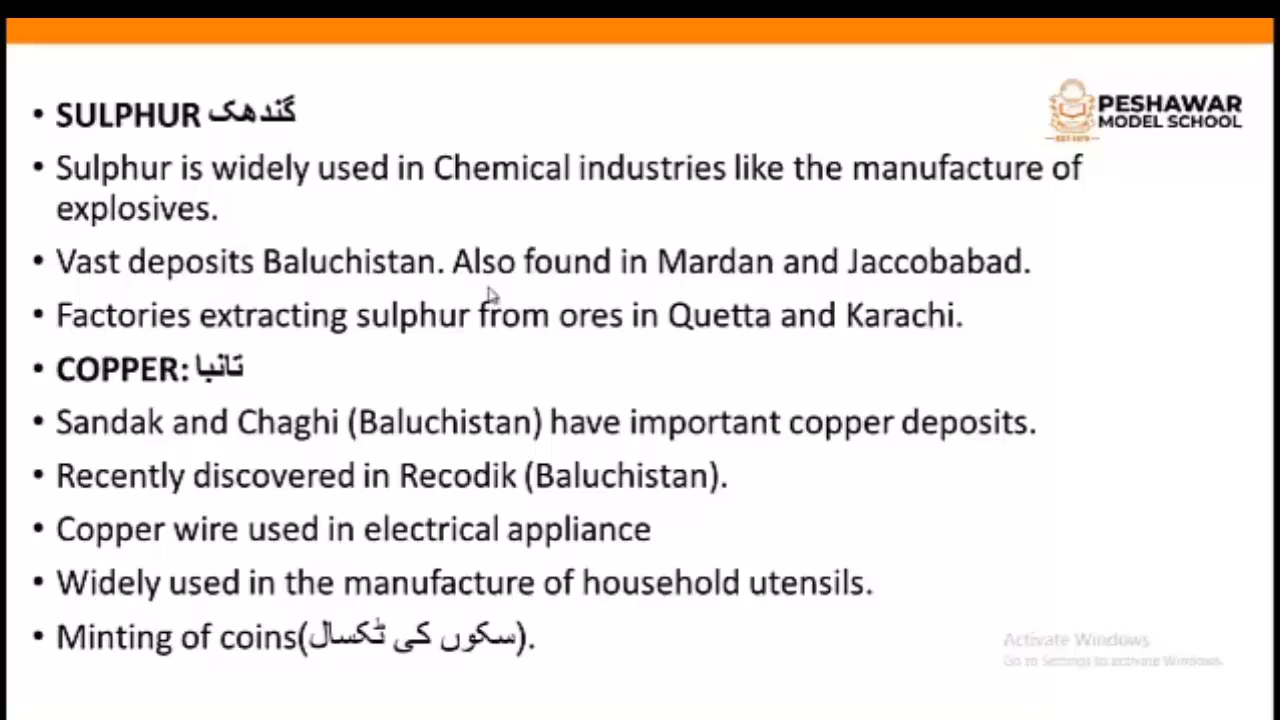 • SULPHUR گندھک
PESHAWAR
MODEL SCHOOL
EST 1979
• Sulphur is widely used in Chemical industries like the manufacture of
explosives.
• Vast deposits Baluchistan. Also found in Mardan and Jaccobabad.
• Factories extracting sulphur from ores in Quetta and Karachi.
• COPPER: تانبا
• Sandak and Chaghi (Baluchistan) have important copper deposits.
• Recently discovered in Recodik (Baluchistan).
• Copper wire used in electrical appliance
• Widely used in the manufacture of household utensils.
• Minting of coins(سکوں کی ٹکسال).
Activate Windows
Go to Settings to activate Windows.